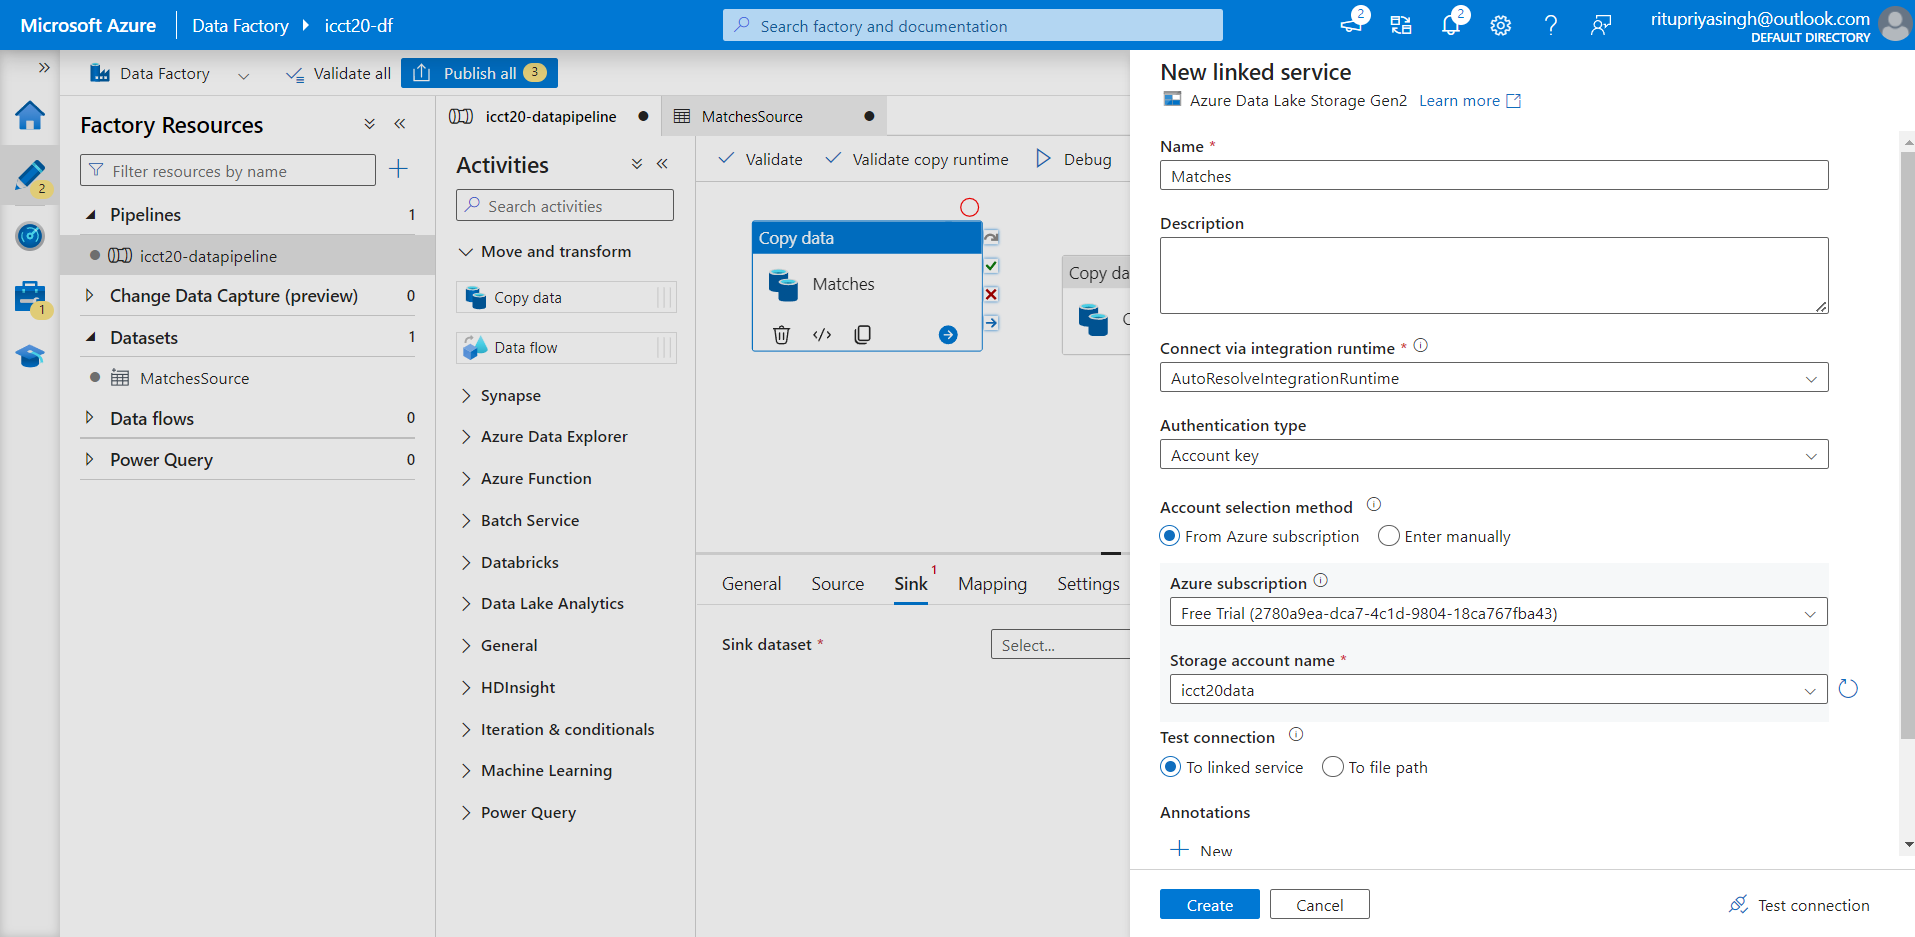 Microsoft Azure
Data Factory
icct20-df
Search factory and documentation
2
2
ritupriyasingh@outlook.com
DEFAULT DIRECTORY
Data Factory
Validate all
Publish all
3
2
1
Factory Resources
Filter resources by name
Pipelines
1
icct20-datapipeline
Change Data Capture (preview)
0
Datasets
1
MatchesSource
Data flows
0
Power Query
0
icct20-datapipeline
MatchesSource
Activities
Search activities
Move and transform
Copy data
Data flow
Synapse
Azure Data Explorer
Azure Function
Batch Service
Databricks
Data Lake Analytics
General
HDInsight
Iteration & conditionals
Machine Learning
Power Query
Validate
Validate copy runtime
Debug
Copy data
Matches
Copy da
General
Source
Sink
1
Mapping
Settings
Sink dataset *
Select...
New linked service
Azure Data Lake Storage Gen2
Learn more
Name *
Matches
Description
Connect via integration runtime *
AutoResolveIntegrationRuntime
Authentication type
Account key
Account selection method
From Azure subscription
Enter manually
Azure subscription
Free Trial (2780a9ea-dca7-4c1d-9804-18ca767fba43)
Storage account name *
icct20data
Test connection
To linked service
To file path
Annotations
New
Create
Cancel
Test connection